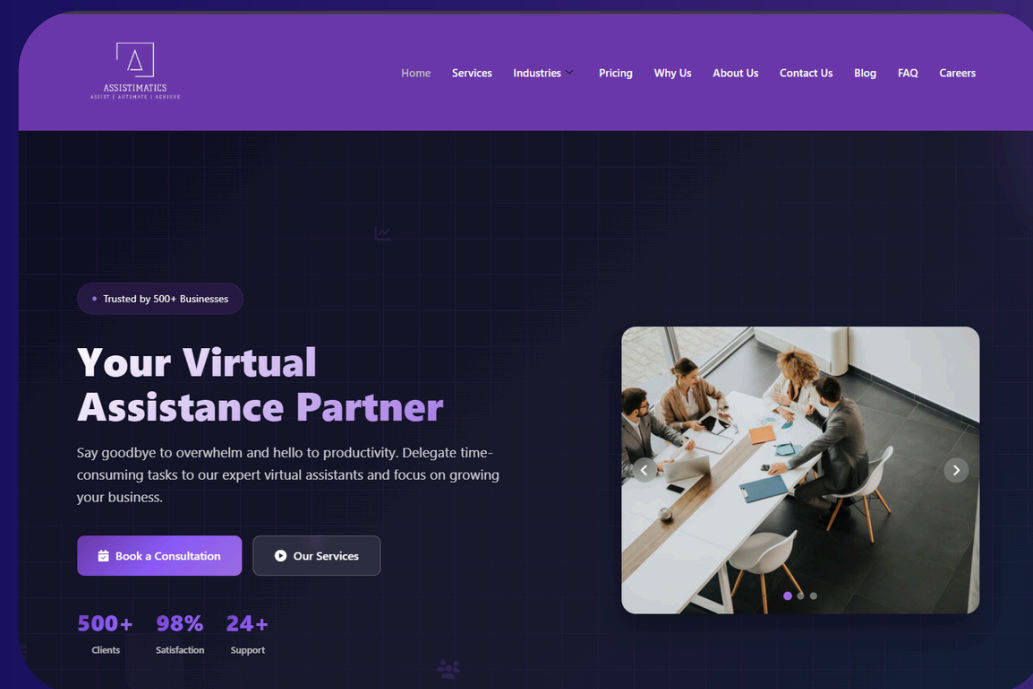 ASSISTIMATICS
ASSIST | AUTOMATE | ACHIEVE
Home Services Industries Pricing Why Us About Us Contact Us Blog FAQ Careers
Trusted by 500+ Businesses
Your Virtual
Assistance Partner
Say goodbye to overwhelm and hello to productivity. Delegate time-
consuming tasks to our expert virtual assistants and focus on growing
your business.
Book a Consultation Our Services
500+ 98% 24+
Clients Satisfaction Support